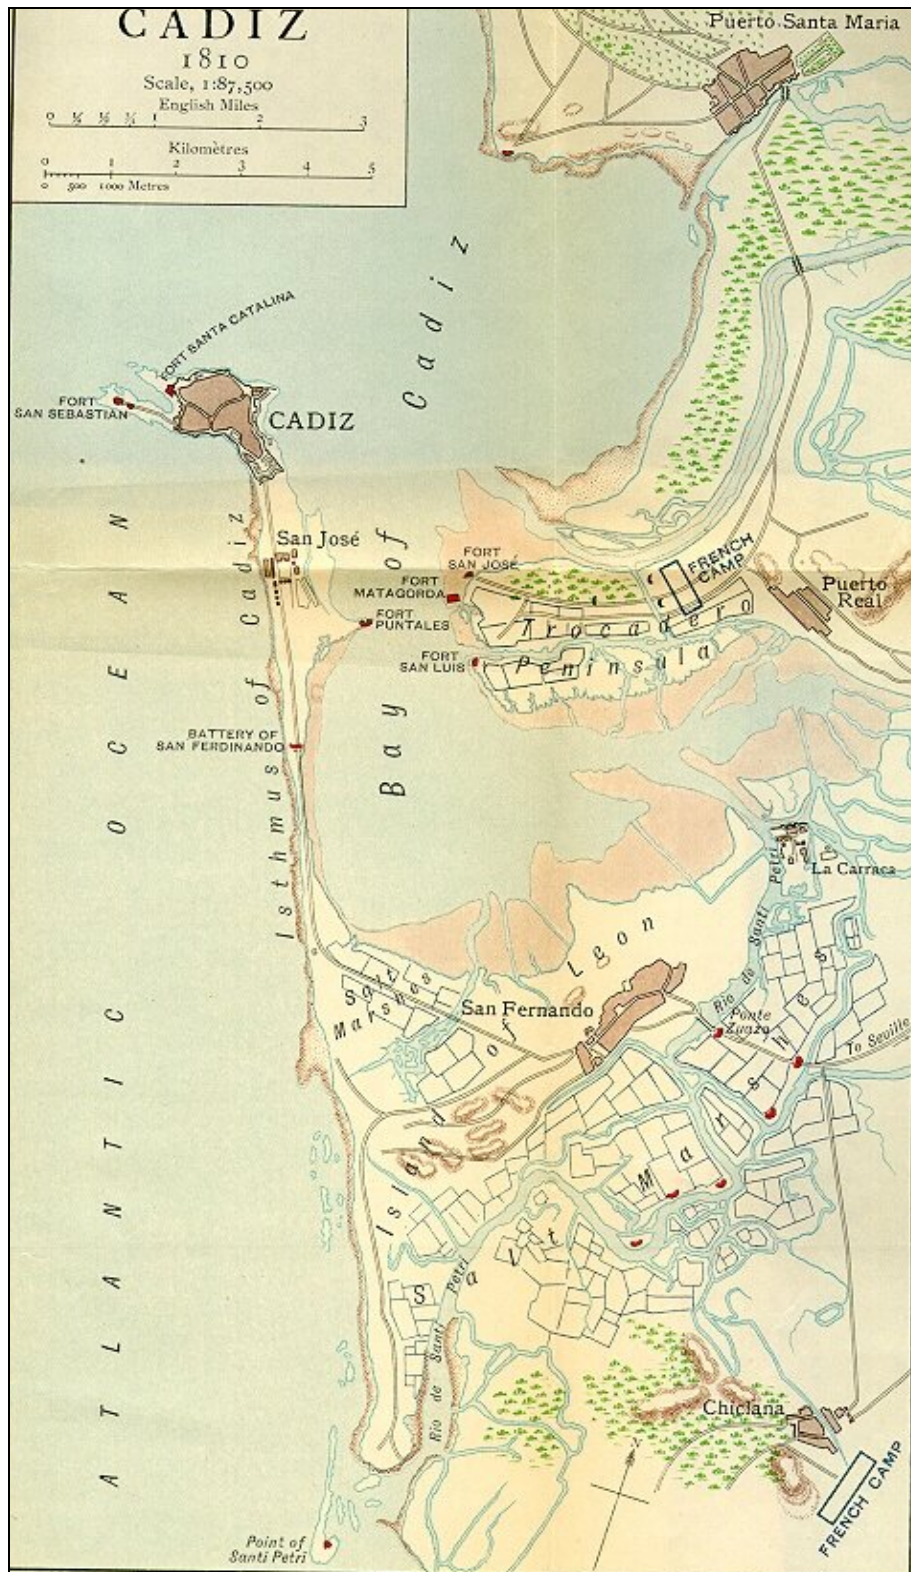 CADIZ
1810
Scale, 1:87,500
English Miles
0 ¼ ½ ¾ 1 2 3
Kilomètres
0 1 2 3 4 5
0 500 1000 Metres
Puerto Santa Maria
Bay of Cadiz
FORT SANTA CATALINA
FORT
SAN SEBASTIAN
CADIZ
ATLANTIC OCEAN
Isthmus of Cadiz
San José
FORT
SAN JOSÉ
FORT
MATAGORDA
FORT
PUNTALES
FORT
SAN LUIS
FRENCH
CAMP
Puerto
Real
Trocadero
Peninsula
BATTERY OF
SAN FERDINANDO
La Carraca
Rio de Santi Petri
Salt
Marshes
San Fernando
Island of Leon
Ponte
Zuazo
To Seville
Salt Marshes
Rio de Santi Petri
Chiclana
FRENCH CAMP
N
Point of
Santi Petri